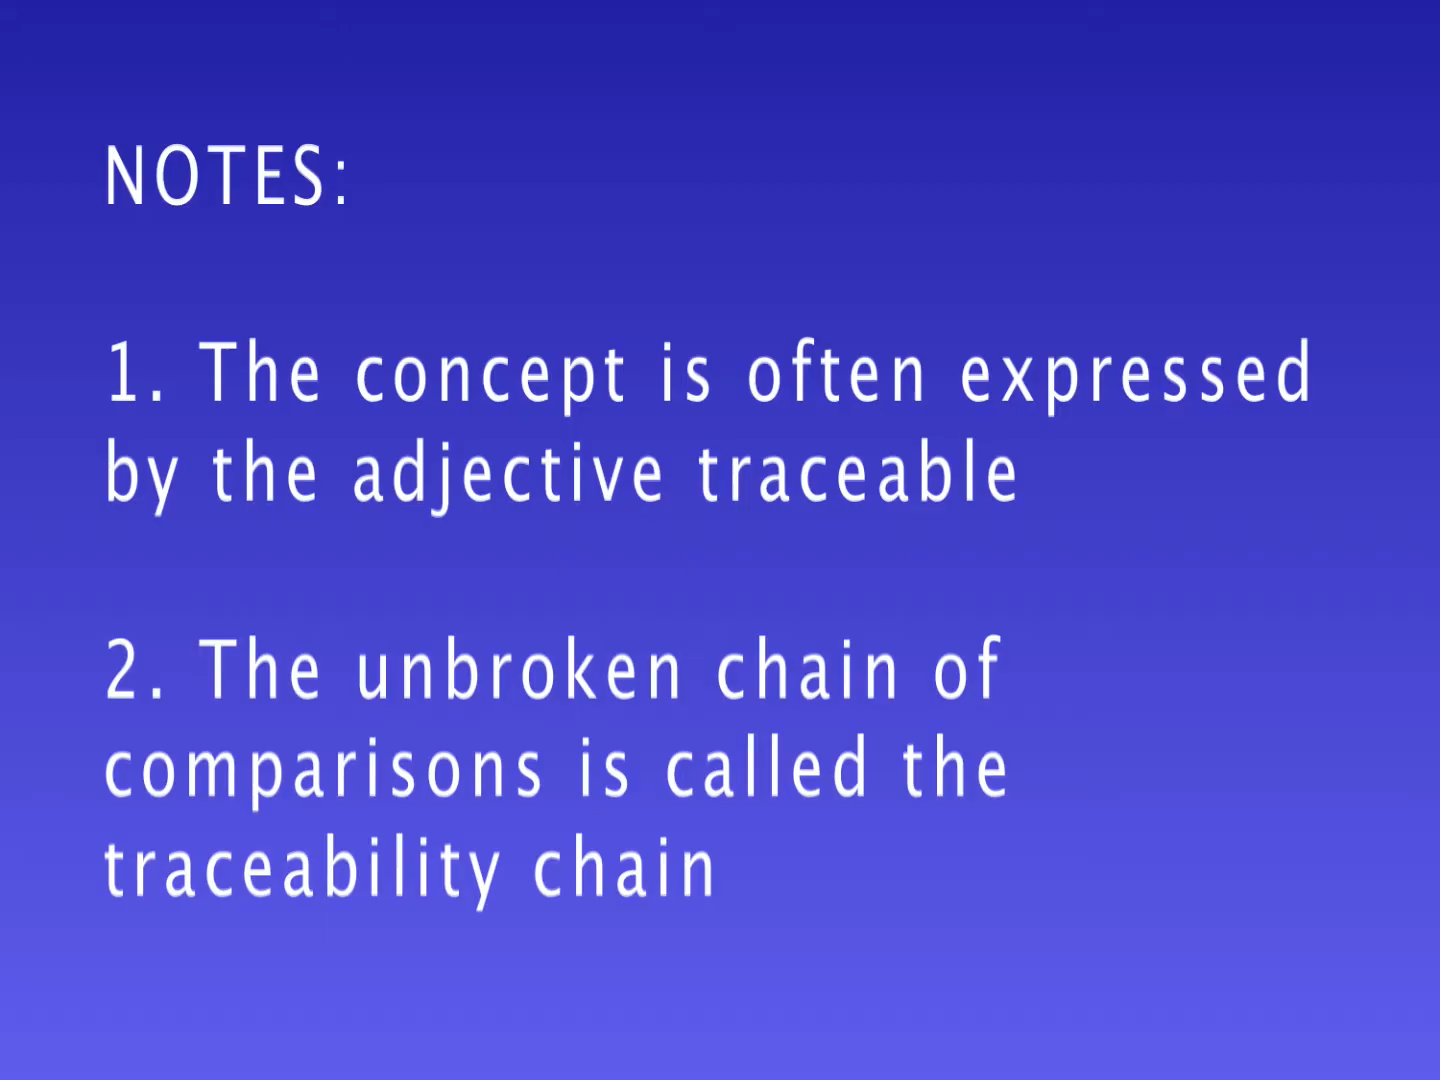 NOTES:
1. The concept is often expressed
by the adjective traceable
2. The unbroken chain of
comparisons is called the
traceability chain